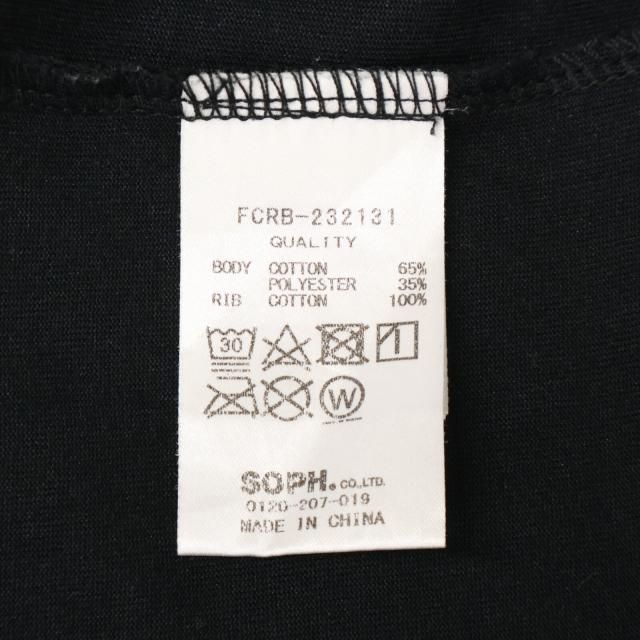 FCRB-232131
QUALITY
BODY COTTON 65%
POLYESTER 35%
RIB COTTON 100%
30
W
SOPH.CO.,LTD.
0120-207-019
MADE IN CHINA